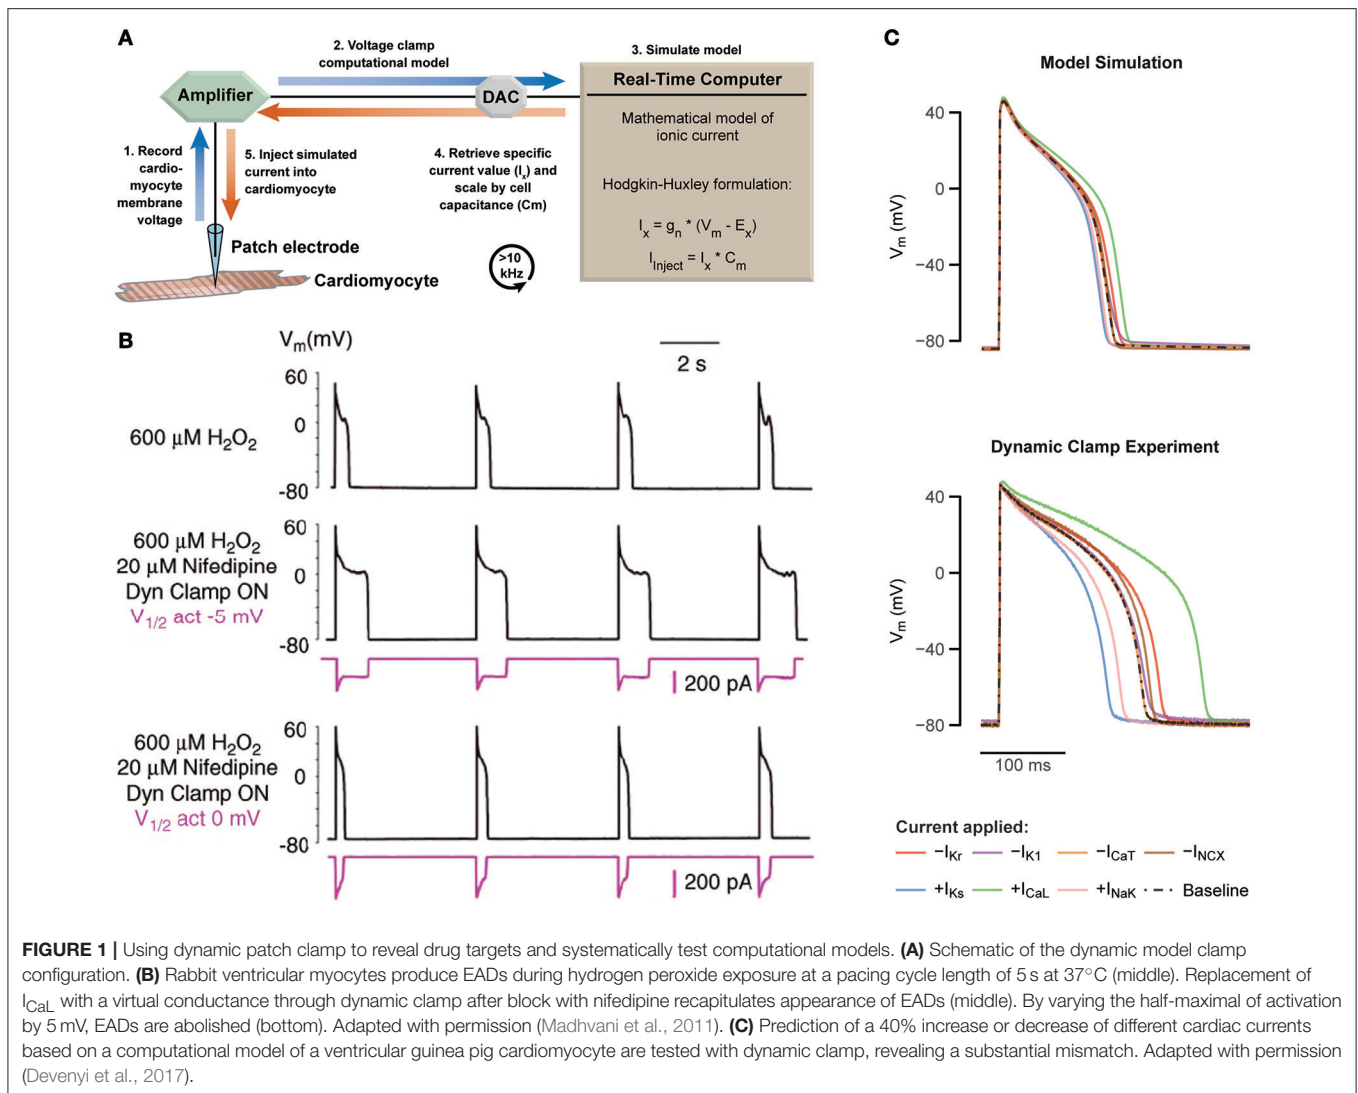 A
2. Voltage clamp
computational model
3. Simulate model
Amplifier
DAC
Real-Time Computer
Mathematical model of
ionic current
Hodgkin-Huxley formulation:
Iₓ = gₙ * (Vₘ - Eₓ)
I_Inject = Iₓ * Cₘ
1. Record
cardio-
myocyte
membrane
voltage
5. Inject simulated
current into
cardiomyocyte
4. Retrieve specific
current value (Iₓ) and
scale by cell
capacitance (Cm)
>10
kHz
Patch electrode
Cardiomyocyte
B
Vₘ(mV)
2 s
600 µM H₂O₂
60
0
-80
600 µM H₂O₂
20 µM Nifedipine
Dyn Clamp ON
V₁/₂ act -5 mV
60
0
-80
200 pA
600 µM H₂O₂
20 µM Nifedipine
Dyn Clamp ON
V₁/₂ act 0 mV
60
0
-80
200 pA
C
Model Simulation
Vₘ (mV)
40
0
−40
−80
Dynamic Clamp Experiment
Vₘ (mV)
40
0
−40
−80
100 ms
Current applied:
−I_Kr −I_K1 −I_CaT −I_NCX
+I_Ks +I_CaL +I_NaK Baseline
FIGURE 1 | Using dynamic patch clamp to reveal drug targets and systematically test computational models. (A) Schematic of the dynamic model clamp
configuration. (B) Rabbit ventricular myocytes produce EADs during hydrogen peroxide exposure at a pacing cycle length of 5 s at 37°C (middle). Replacement of
I_CaL with a virtual conductance through dynamic clamp after block with nifedipine recapitulates appearance of EADs (middle). By varying the half-maximal of activation
by 5 mV, EADs are abolished (bottom). Adapted with permission (Madhvani et al., 2011). (C) Prediction of a 40% increase or decrease of different cardiac currents
based on a computational model of a ventricular guinea pig cardiomyocyte are tested with dynamic clamp, revealing a substantial mismatch. Adapted with permission
(Devenyi et al., 2017).